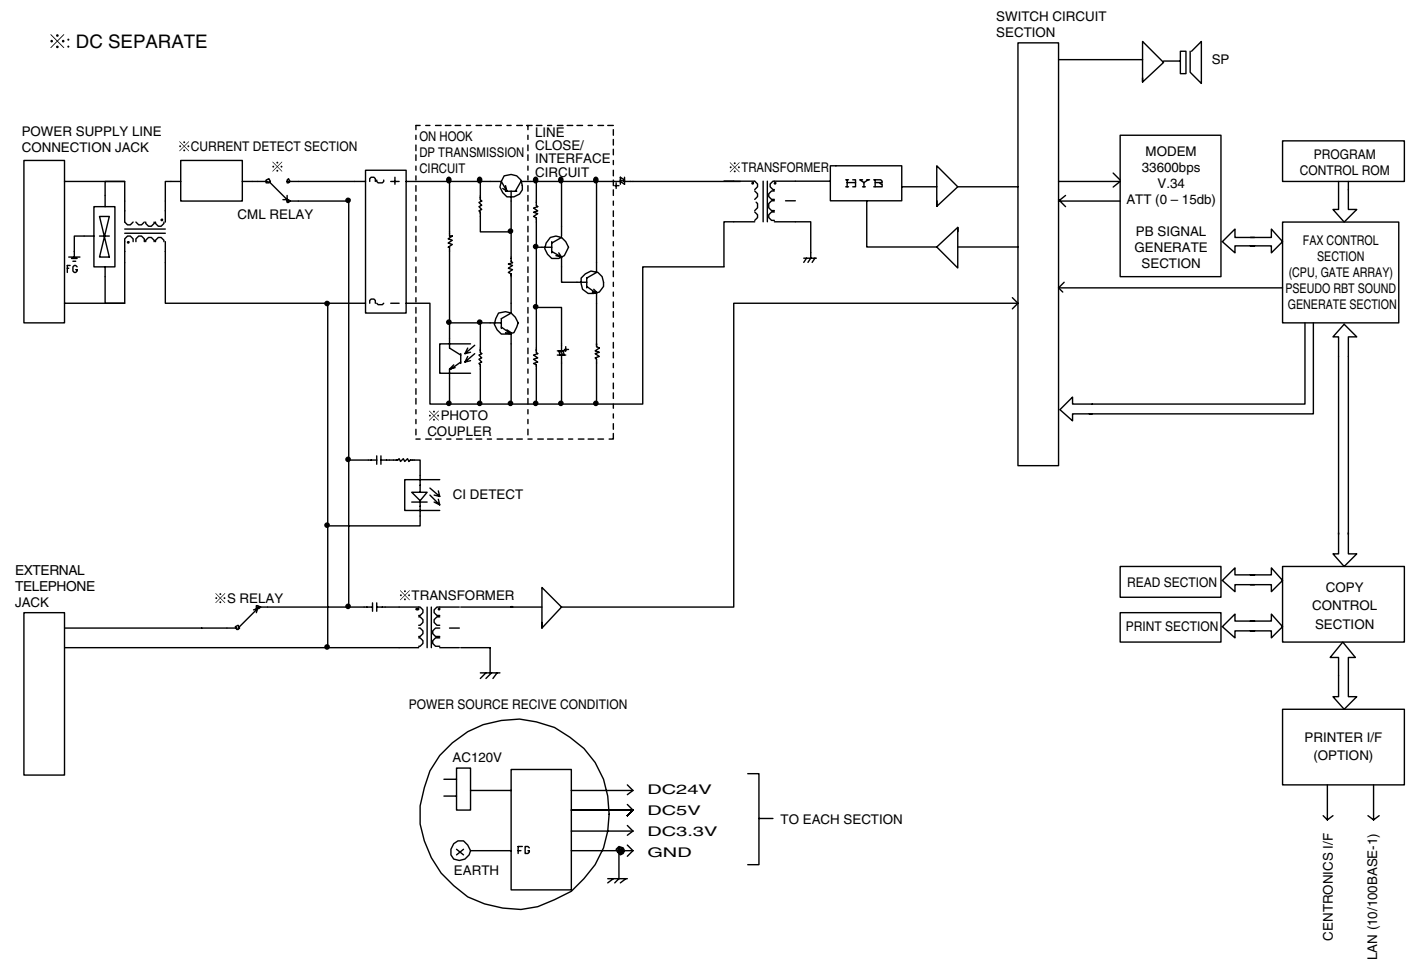 ※: DC SEPARATE
SWITCH CIRCUIT
SECTION
SP
POWER SUPPLY LINE
CONNECTION JACK
※CURRENT DETECT SECTION
※
CML RELAY
FG
ON HOOK
DP TRANSMISSION
CIRCUIT
LINE
CLOSE/
INTERFACE
CIRCUIT
※TRANSFORMER
HYB
MODEM
33600bps
V.34
ATT (0 – 15db)
PB SIGNAL
GENERATE
SECTION
PROGRAM
CONTROL ROM
FAX CONTROL
SECTION
(CPU, GATE ARRAY)
PSEUDO RBT SOUND
GENERATE SECTION
∼ +
∼ –
※PHOTO
COUPLER
CI DETECT
EXTERNAL
TELEPHONE
JACK
※S RELAY
※TRANSFORMER
READ SECTION
PRINT SECTION
COPY
CONTROL
SECTION
PRINTER I/F
(OPTION)
CENTRONICS I/F
LAN (10/100BASE-1)
POWER SOURCE RECIVE CONDITION
AC120V
FG
EARTH
DC24V
DC5V
DC3.3V
GND
TO EACH SECTION